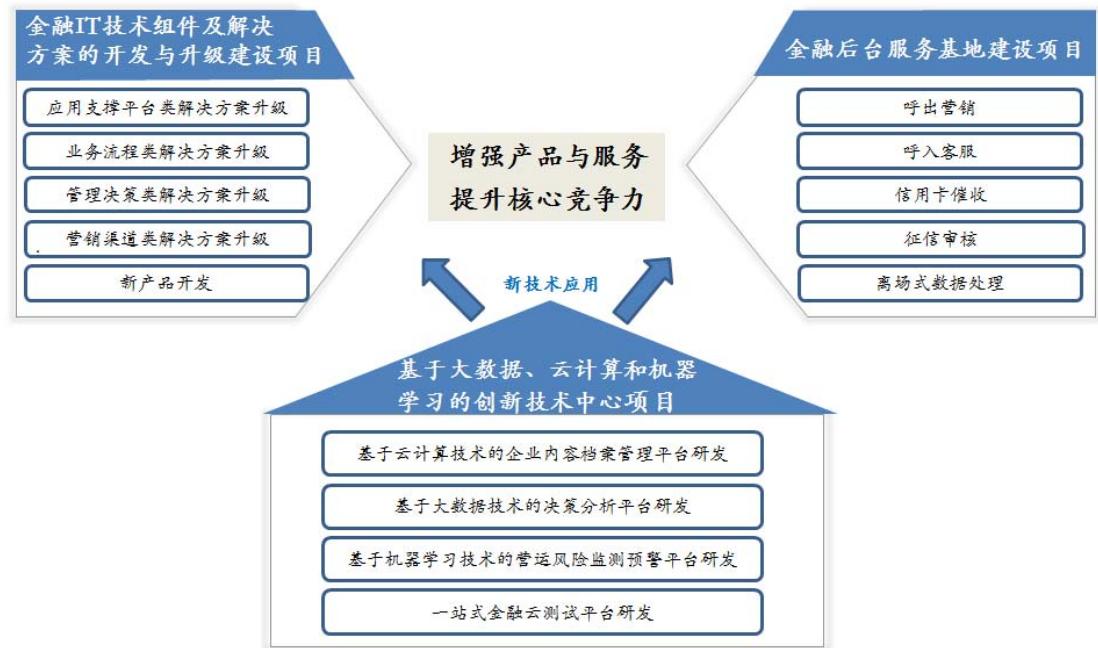 金融IT技术组件及解决
方案的开发与升级建设项目
应用支撑平台类解决方案升级
业务流程类解决方案升级
管理决策类解决方案升级
营销渠道类解决方案升级
新产品开发
增强产品与服务
提升核心竞争力
金融后台服务基地建设项目
呼出营销
呼入客服
信用卡催收
征信审核
离场式数据处理
新技术应用
基于大数据、云计算和机器
学习的创新技术中心项目
基于云计算技术的企业内容档案管理平台研发
基于大数据技术的决策分析平台研发
基于机器学习技术的营运风险监测预警平台研发
一站式金融云测试平台研发